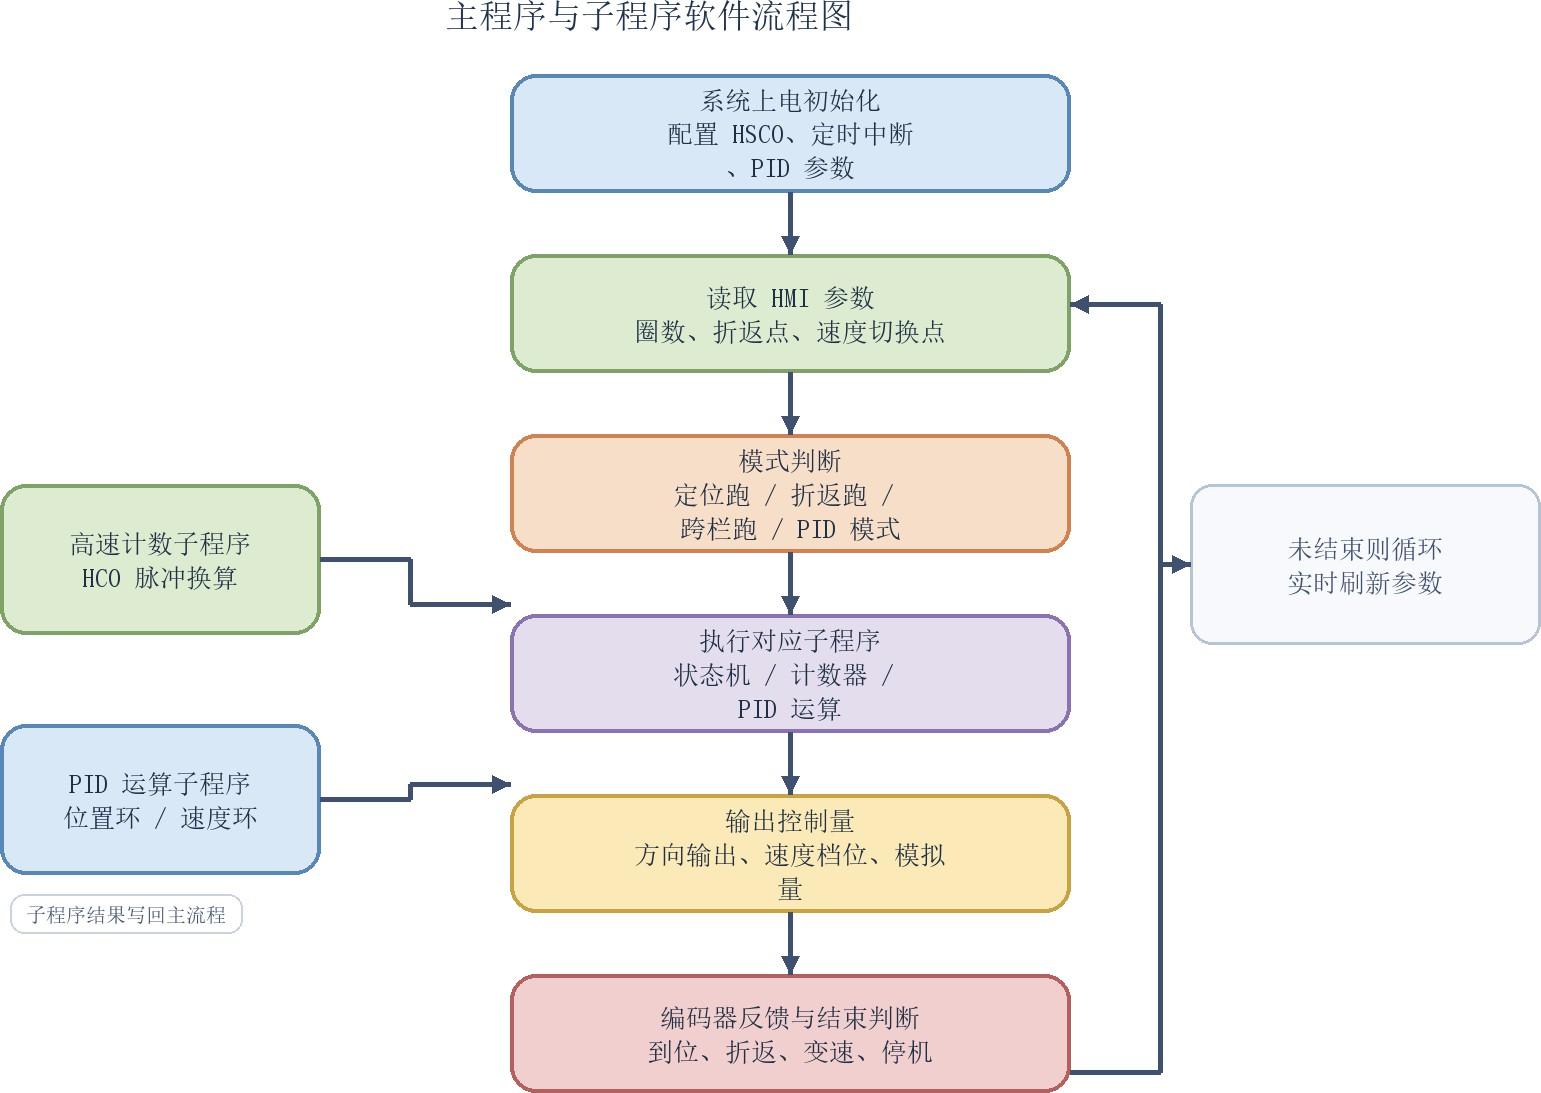 主程序与子程序软件流程图
系统上电初始化
配置 HSC0、定时中断
、PID 参数
读取 HMI 参数
圈数、折返点、速度切换点
模式判断
定位跑 / 折返跑 /
跨栏跑 / PID 模式
高速计数子程序
HC0 脉冲换算
未结束则循环
实时刷新参数
执行对应子程序
状态机 / 计数器 /
PID 运算
PID 运算子程序
位置环 / 速度环
输出控制量
方向输出、速度档位、模拟
量
子程序结果写回主流程
编码器反馈与结束判断
到位、折返、变速、停机